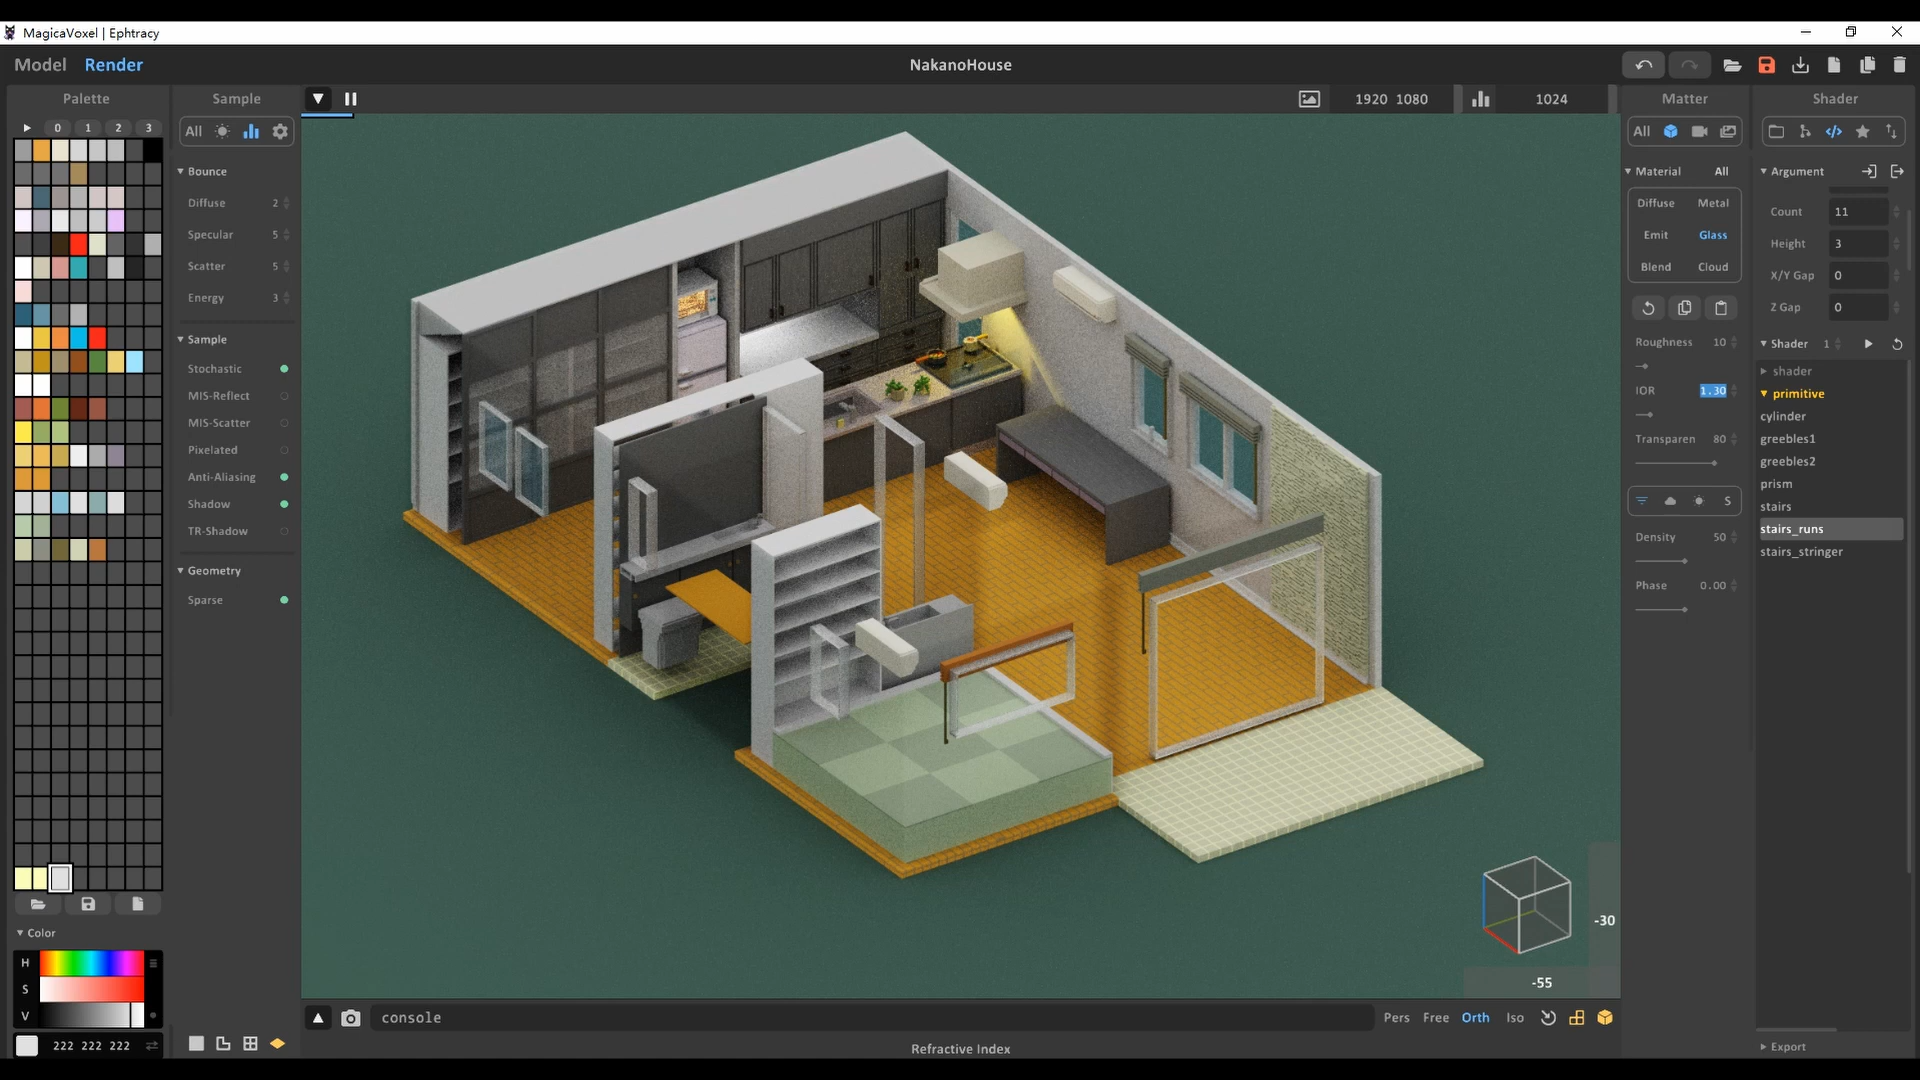 MagicaVoxel | Ephtracy
Model Render
NakanoHouse
Palette
0 1 2 3
Color
H
S
V
222 222 222
Sample
All
Bounce
Diffuse 2
Specular 5
Scatter 5
Energy 3
Sample
Stochastic
MIS-Reflect
MIS-Scatter
Pixelated
Anti-Aliasing
Shadow
TR-Shadow
Geometry
Sparse
1920 1080
1024
-30
-55
console
Pers Free Orth Iso
Refractive Index
Matter
All
Material All
Diffuse Metal
Emit Glass
Blend Cloud
Roughness 10
IOR 1.30
Transparen 80
S
Density 50
Phase 0.00
Shader
Argument
Count 11
Height 3
X/Y Gap 0
Z Gap 0
Shader 1
shader
primitive
cylinder
greebles1
greebles2
prism
stairs
stairs_runs
stairs_stringer
Export